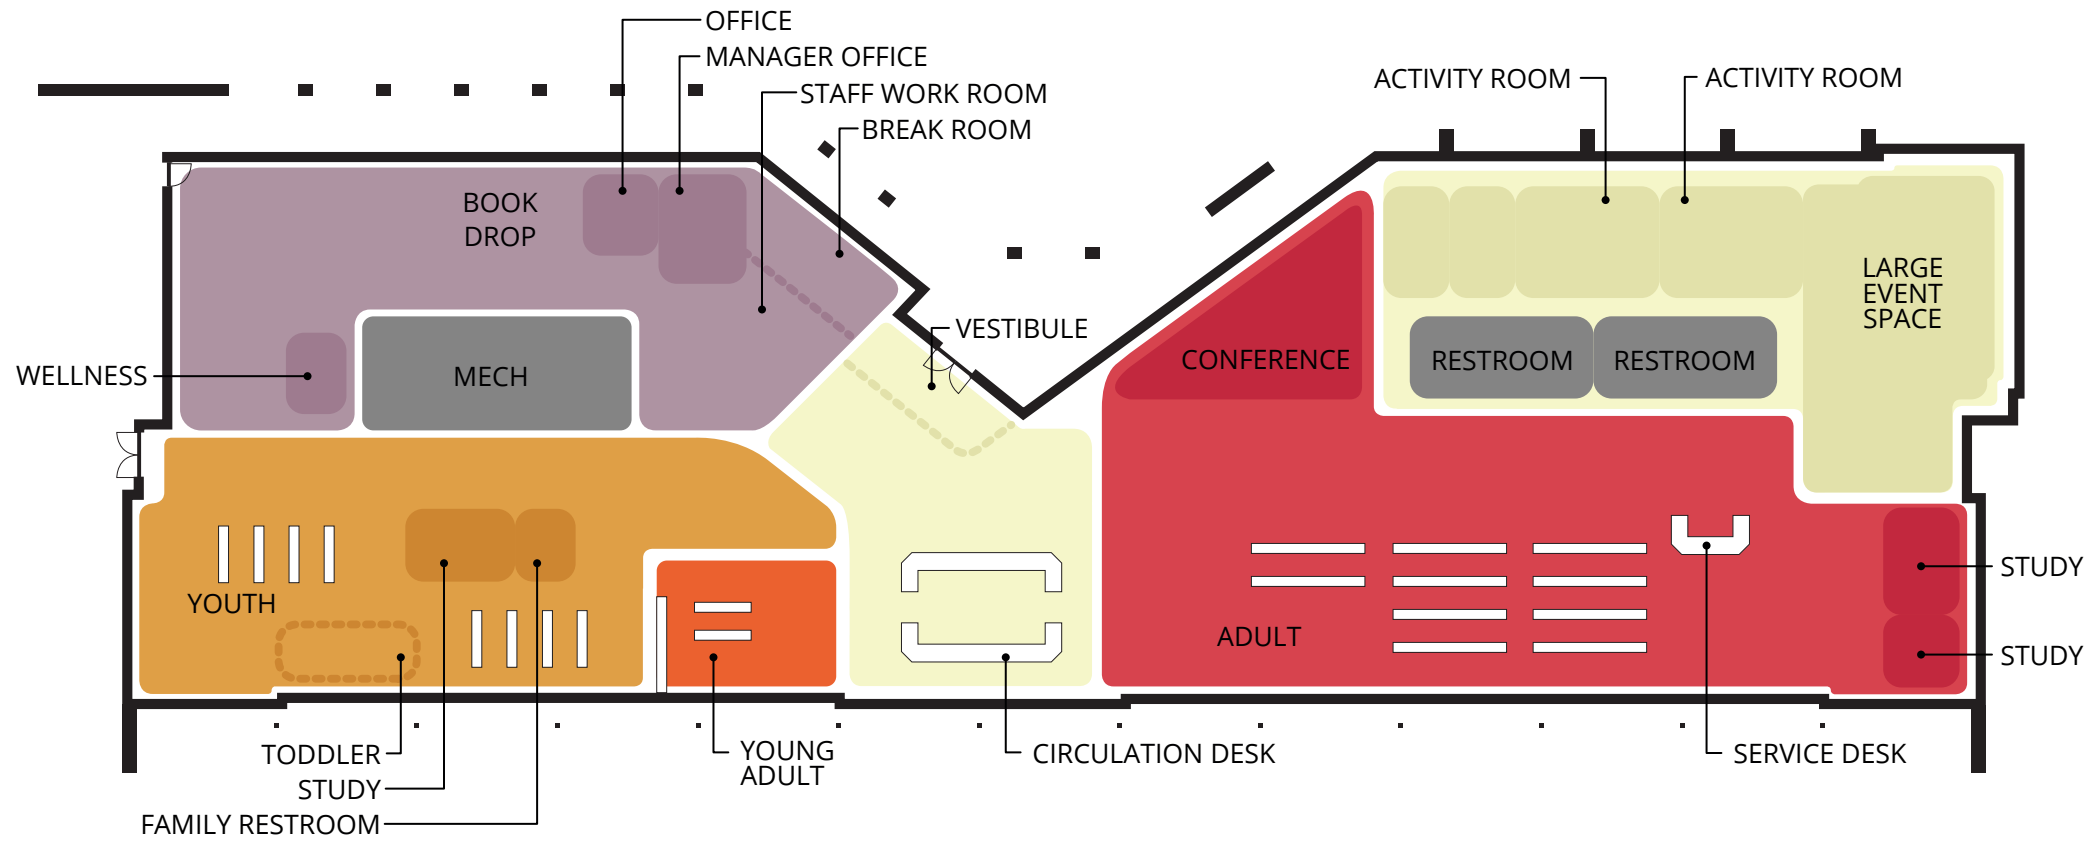 OFFICE
MANAGER OFFICE
STAFF WORK ROOM
BREAK ROOM
ACTIVITY ROOM
ACTIVITY ROOM
BOOK
DROP
LARGE
EVENT
SPACE
VESTIBULE
CONFERENCE
RESTROOM
RESTROOM
WELLNESS
MECH
STUDY
YOUTH
ADULT
STUDY
TODDLER
YOUNG
ADULT
CIRCULATION DESK
SERVICE DESK
STUDY
FAMILY RESTROOM